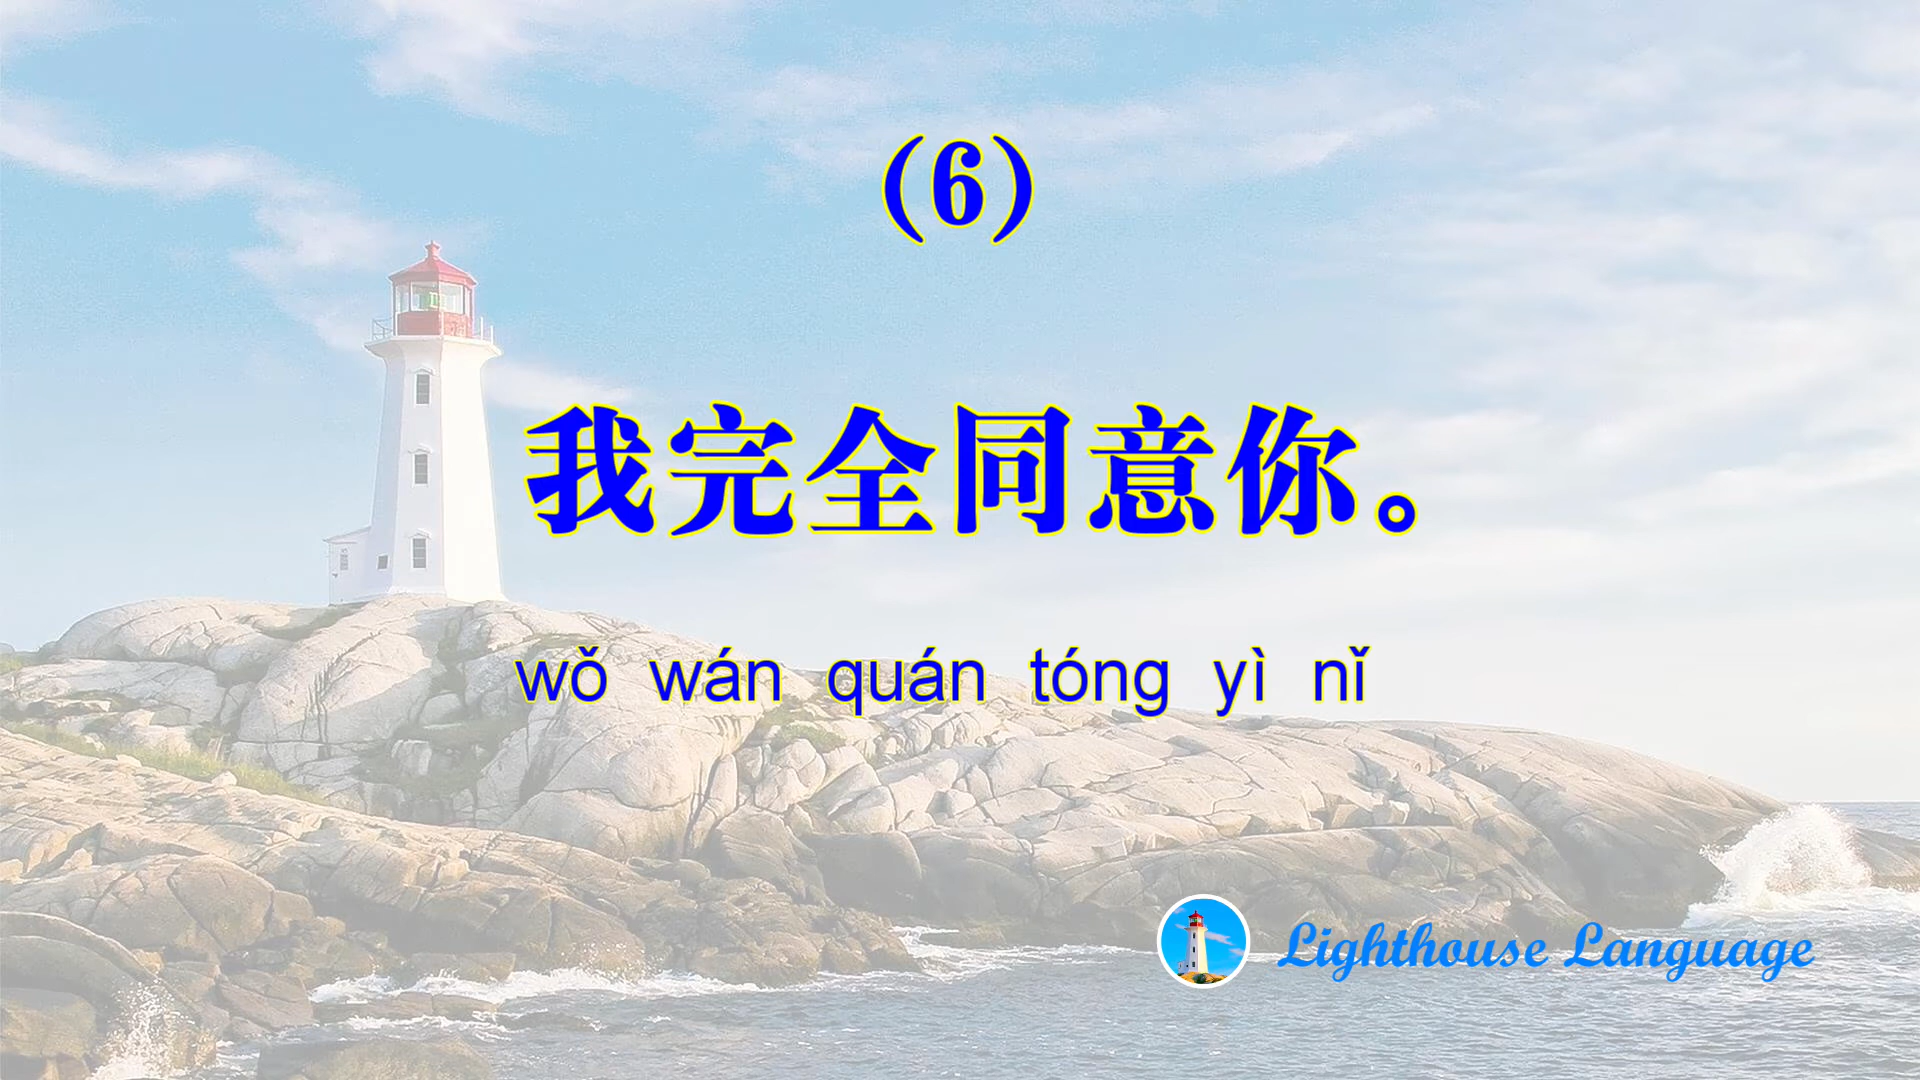 (6)
我完全同意你。
wǒ wán quán tóng yì nǐ
Lighthouse Language